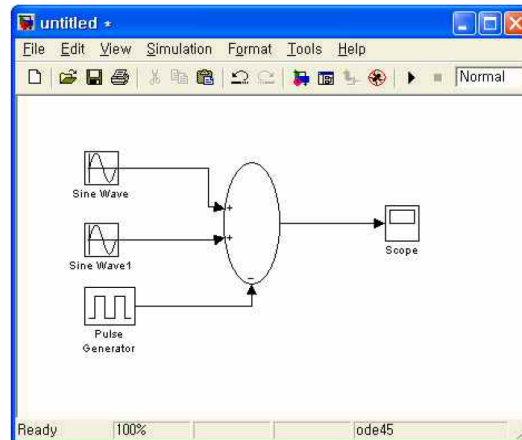 untitled *
File Edit View Simulation Format Tools Help
Normal
Sine Wave
+
Sine Wave1
+
−
Scope
Pulse
Generator
Ready 100% ode45